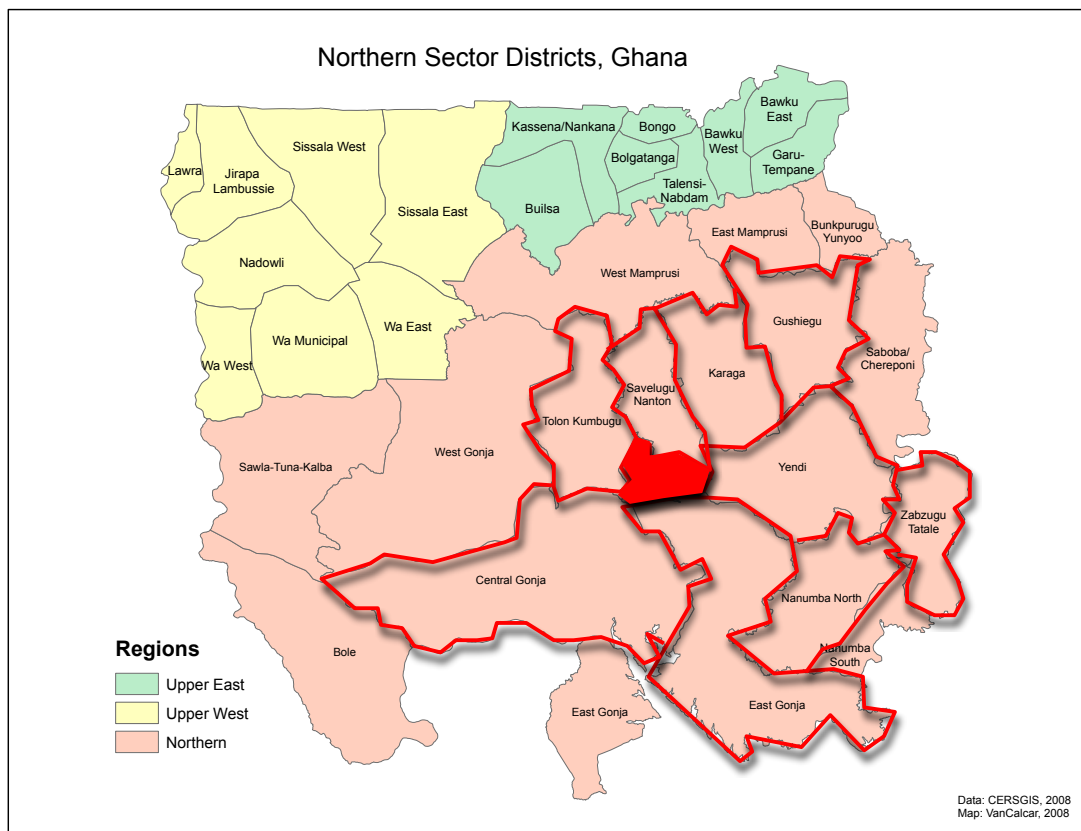 Northern Sector Districts, Ghana
Kassena/Nankana
Bongo
Bawku
East
Bawku
West
Bolgatanga
Garu-
Tempane
Talensi-
Nabdam
Builsa
Sissala West
Lawra
Jirapa
Lambussie
Sissala East
Nadowli
Wa East
Wa Municipal
Wa West
East Mamprusi
Bunkpurugu
Yunyoo
West Mamprusi
Gushiegu
Saboba/
Chereponi
Karaga
Savelugu
Nanton
Tolon Kumbugu
West Gonja
Sawla-Tuna-Kalba
Yendi
Zabzugu
Tatale
Central Gonja
Nanumba North
Nanumba
South
Bole
East Gonja
East Gonja
Regions
Upper East
Upper West
Northern
Data: CERSGIS, 2008
Map: VanCalcar, 2008